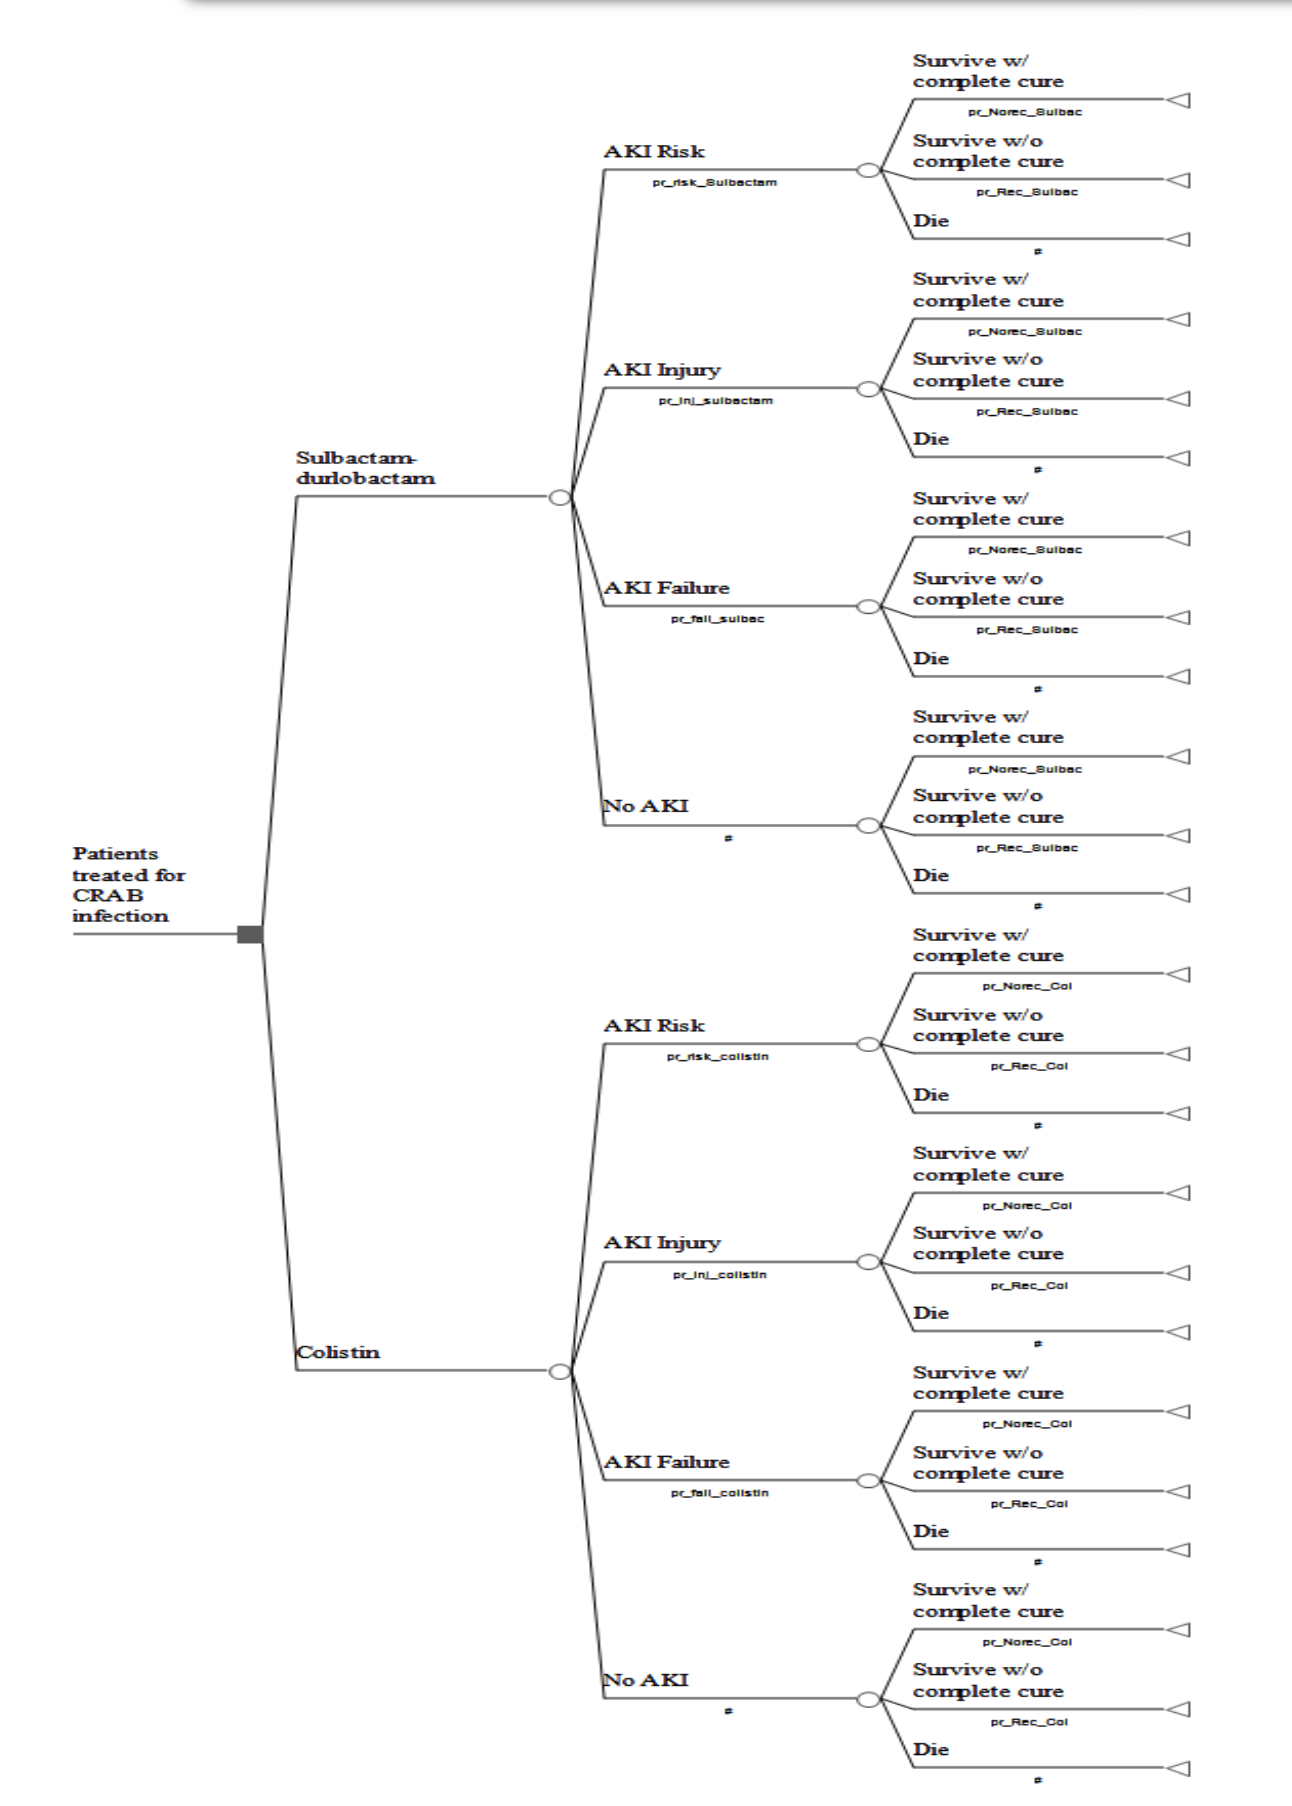 Survive w/
complete cure
pr_Norec_Sulbac
Survive w/o
complete cure
pr_Rec_Sulbac
Die
#
AKI Risk
pr_risk_Sulbactam
Survive w/
complete cure
pr_Norec_Sulbac
Survive w/o
complete cure
pr_Rec_Sulbac
Die
#
AKI Injury
pr_inj_sulbactam
Sulbactam-
durlobactam
Survive w/
complete cure
pr_Norec_Sulbac
Survive w/o
complete cure
pr_Rec_Sulbac
Die
#
AKI Failure
pr_fail_sulbac
Survive w/
complete cure
pr_Norec_Sulbac
Survive w/o
complete cure
pr_Rec_Sulbac
Die
#
No AKI
#
Patients
treated for
CRAB
infection
Survive w/
complete cure
pr_Norec_Col
Survive w/o
complete cure
pr_Rec_Col
Die
#
AKI Risk
pr_risk_colistin
Survive w/
complete cure
pr_Norec_Col
Survive w/o
complete cure
pr_Rec_Col
Die
#
AKI Injury
pr_inj_colistin
Colistin
Survive w/
complete cure
pr_Norec_Col
Survive w/o
complete cure
pr_Rec_Col
Die
#
AKI Failure
pr_fail_colistin
Survive w/
complete cure
pr_Norec_Col
Survive w/o
complete cure
pr_Rec_Col
Die
#
No AKI
#